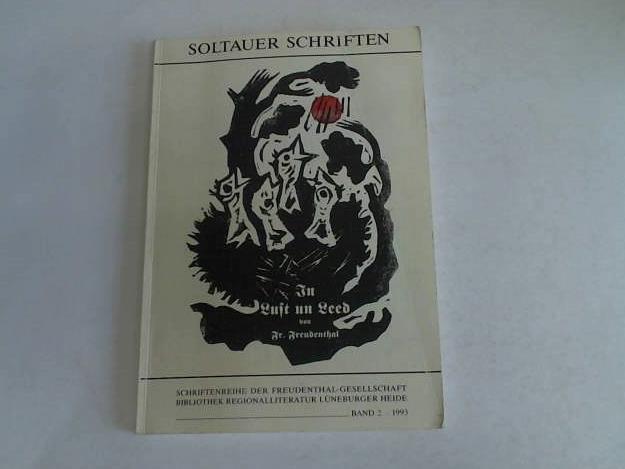 SOLTAUER SCHRIFTEN
In
Lust un Leed
von
Fr. Freudenthal
SCHRIFTENREIHE DER FREUDENTHAL-GESELLSCHAFT
BIBLIOTHEK REGIONALLITERATUR LÜNEBURGER HEIDE
BAND 2 - 1993